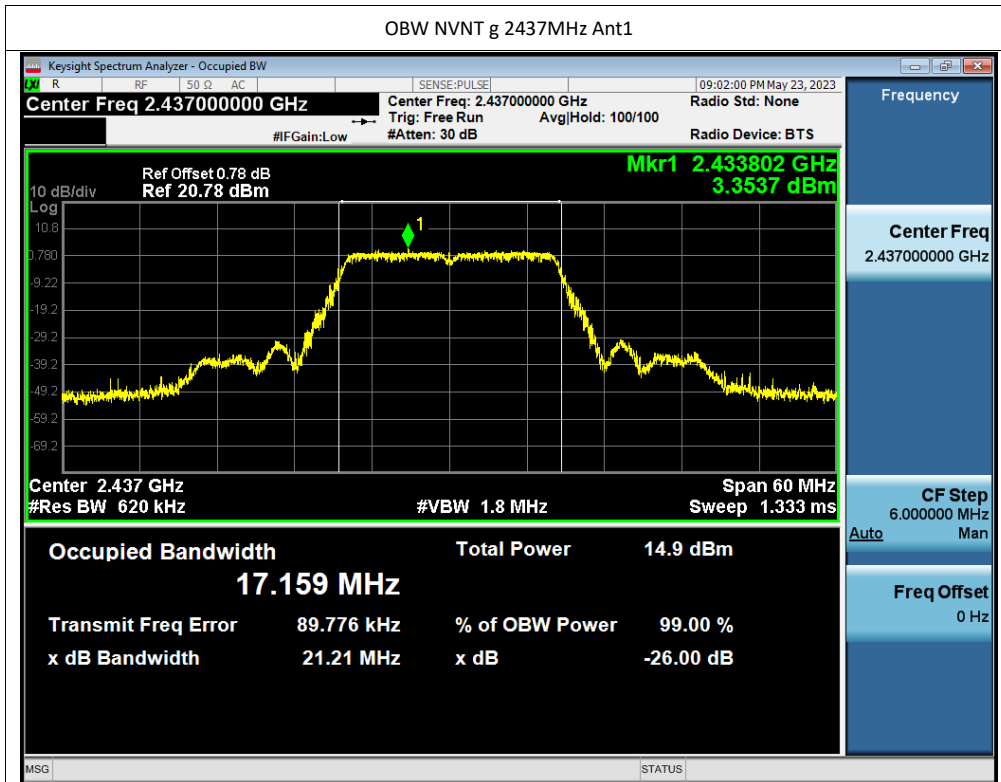 OBW NVNT g 2437MHz Ant1
Keysight Spectrum Analyzer - Occupied BW
LXI R RF 50 Ω AC SENSE:PULSE 09:02:00 PM May 23, 2023
Center Freq 2.437000000 GHz
Center Freq: 2.437000000 GHz
Radio Std: None
Trig: Free Run Avg|Hold: 100/100
#IFGain:Low
#Atten: 30 dB
Radio Device: BTS
Frequency
Mkr1 2.433802 GHz
3.3537 dBm
Ref Offset 0.78 dB
10 dB/div Ref 20.78 dBm
Log
10.8
0.780
-9.22
-19.2
-29.2
-39.2
-49.2
-59.2
-69.2
1
Center 2.437 GHz Span 60 MHz
#Res BW 620 kHz #VBW 1.8 MHz Sweep 1.333 ms
Occupied Bandwidth Total Power 14.9 dBm
17.159 MHz
Transmit Freq Error 89.776 kHz % of OBW Power 99.00 %
x dB Bandwidth 21.21 MHz x dB -26.00 dB
Center Freq
2.437000000 GHz
CF Step
6.000000 MHz
Auto Man
Freq Offset
0 Hz
MSG STATUS